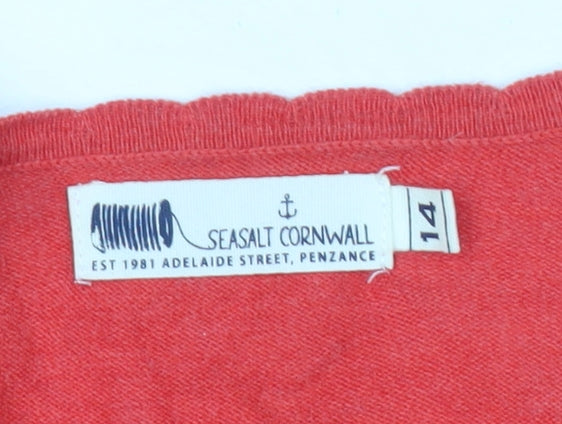 SEASALT CORNWALL
EST 1981 ADELAIDE STREET, PENZANCE
14